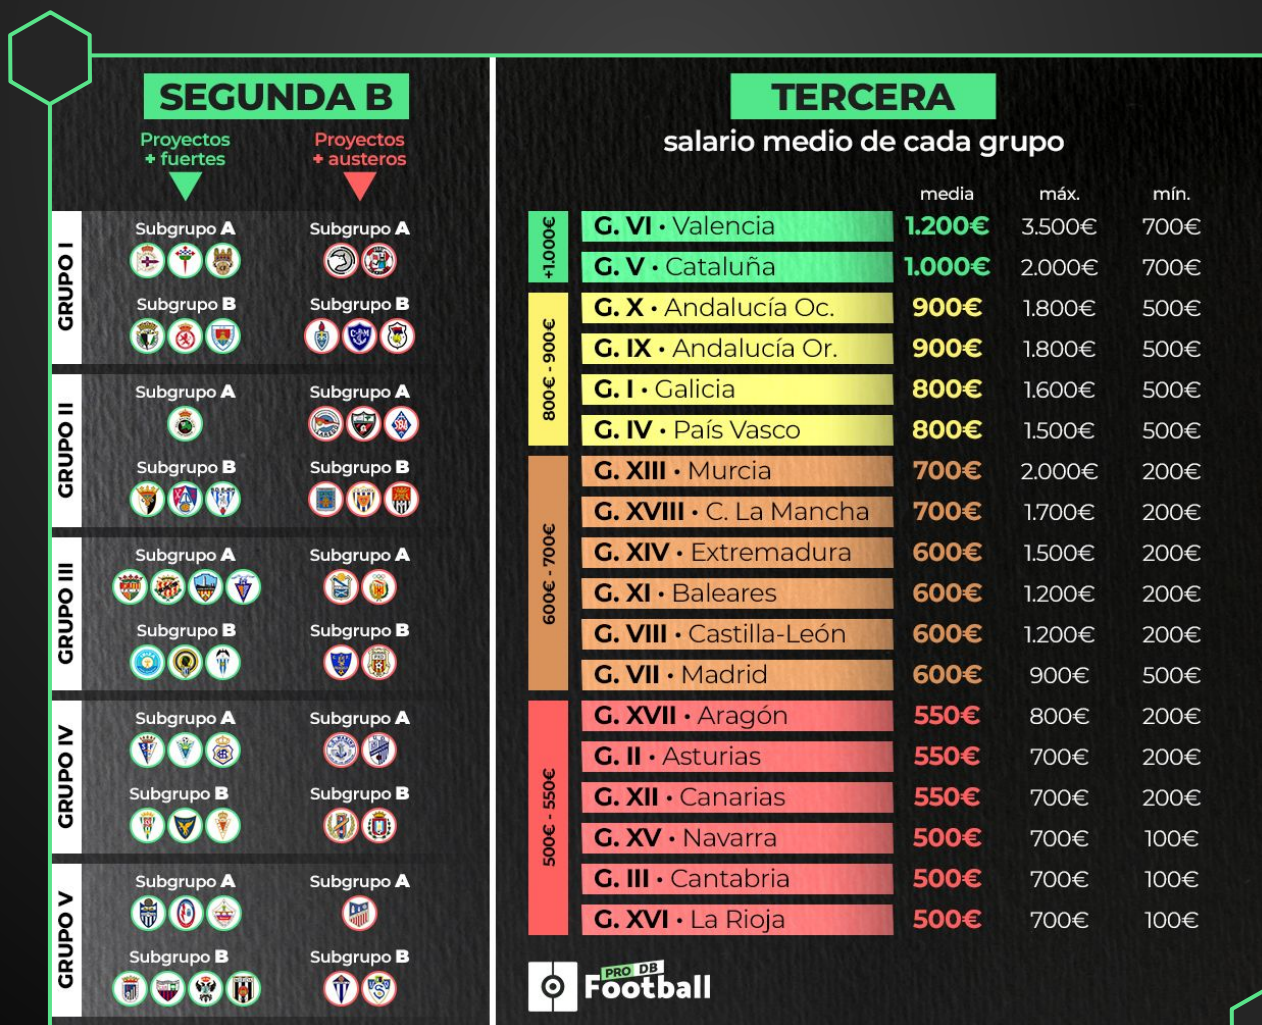 SEGUNDA B
Proyectos
+ fuertes
Proyectos
+ austeros
GRUPO I
Subgrupo A
Subgrupo A
Subgrupo B
Subgrupo B
GRUPO II
Subgrupo A
Subgrupo A
Subgrupo B
Subgrupo B
GRUPO III
Subgrupo A
Subgrupo A
Subgrupo B
Subgrupo B
GRUPO IV
Subgrupo A
Subgrupo A
Subgrupo B
Subgrupo B
GRUPO V
Subgrupo A
Subgrupo A
Subgrupo B
Subgrupo B
TERCERA
salario medio de cada grupo
media máx. mín.
+1.000€
G. VI · Valencia 1.200€ 3.500€ 700€
G. V · Cataluña 1.000€ 2.000€ 700€
800€ - 900€
G. X · Andalucía Oc. 900€ 1.800€ 500€
G. IX · Andalucía Or. 900€ 1.800€ 500€
G. I · Galicia 800€ 1.600€ 500€
G. IV · País Vasco 800€ 1.500€ 500€
600€ - 700€
G. XIII · Murcia 700€ 2.000€ 200€
G. XVIII · C. La Mancha 700€ 1.700€ 200€
G. XIV · Extremadura 600€ 1.500€ 200€
G. XI · Baleares 600€ 1.200€ 200€
G. VIII · Castilla-León 600€ 1.200€ 200€
G. VII · Madrid 600€ 900€ 500€
500€ - 550€
G. XVII · Aragón 550€ 800€ 200€
G. II · Asturias 550€ 700€ 200€
G. XII · Canarias 550€ 700€ 200€
G. XV · Navarra 500€ 700€ 100€
G. III · Cantabria 500€ 700€ 100€
G. XVI · La Rioja 500€ 700€ 100€
PRO DB
Football